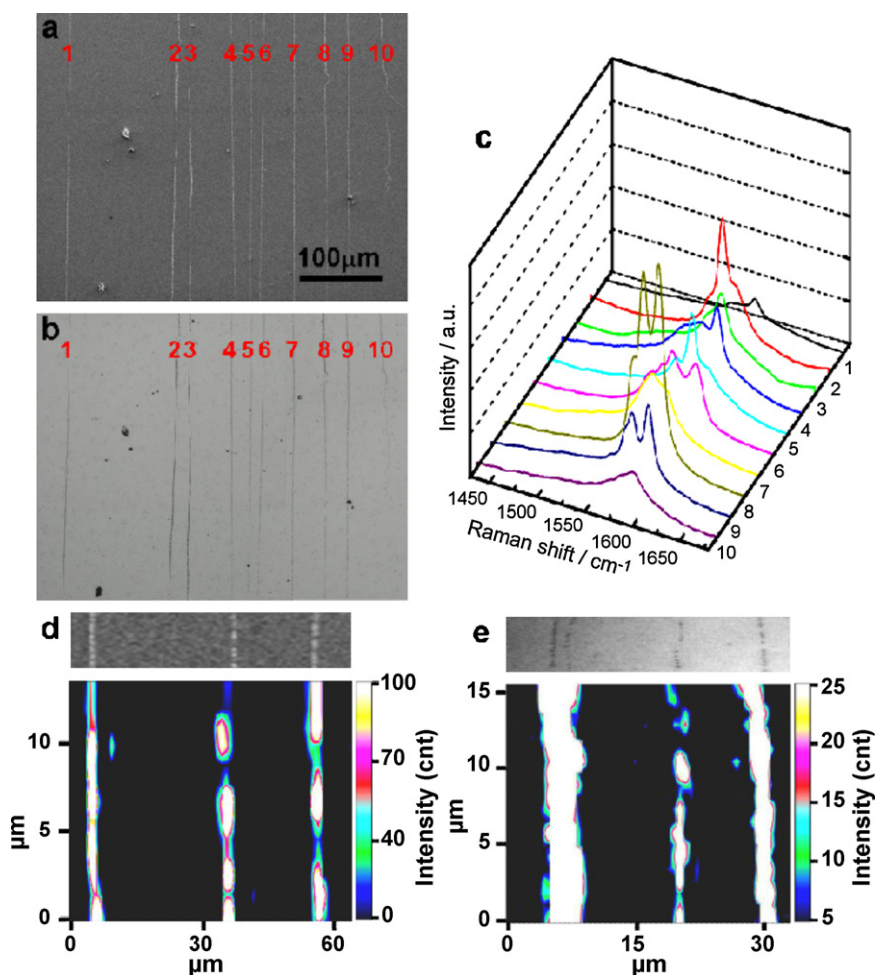 a
1 2 3 4 5 6 7 8 9 10
100μm
b
1 2 3 4 5 6 7 8 9 10
c
Intensity / a.u.
1450 1500 1550 1600 1650
Raman shift / cm-1
1
2
3
4
5
6
7
8
9
10
d
10
5
0
μm
0 30 60
μm
100
70
40
0
Intensity (cnt)
e
15
10
5
0
μm
0 15 30
μm
25
20
15
10
5
Intensity (cnt)